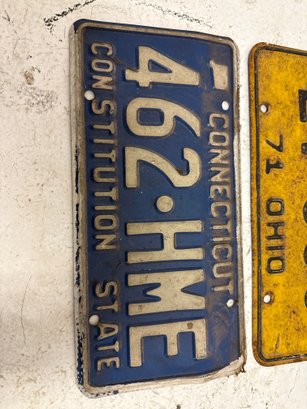 CONNECTICUT
462·HME
CONSTITUTION STATE
71 OHIO